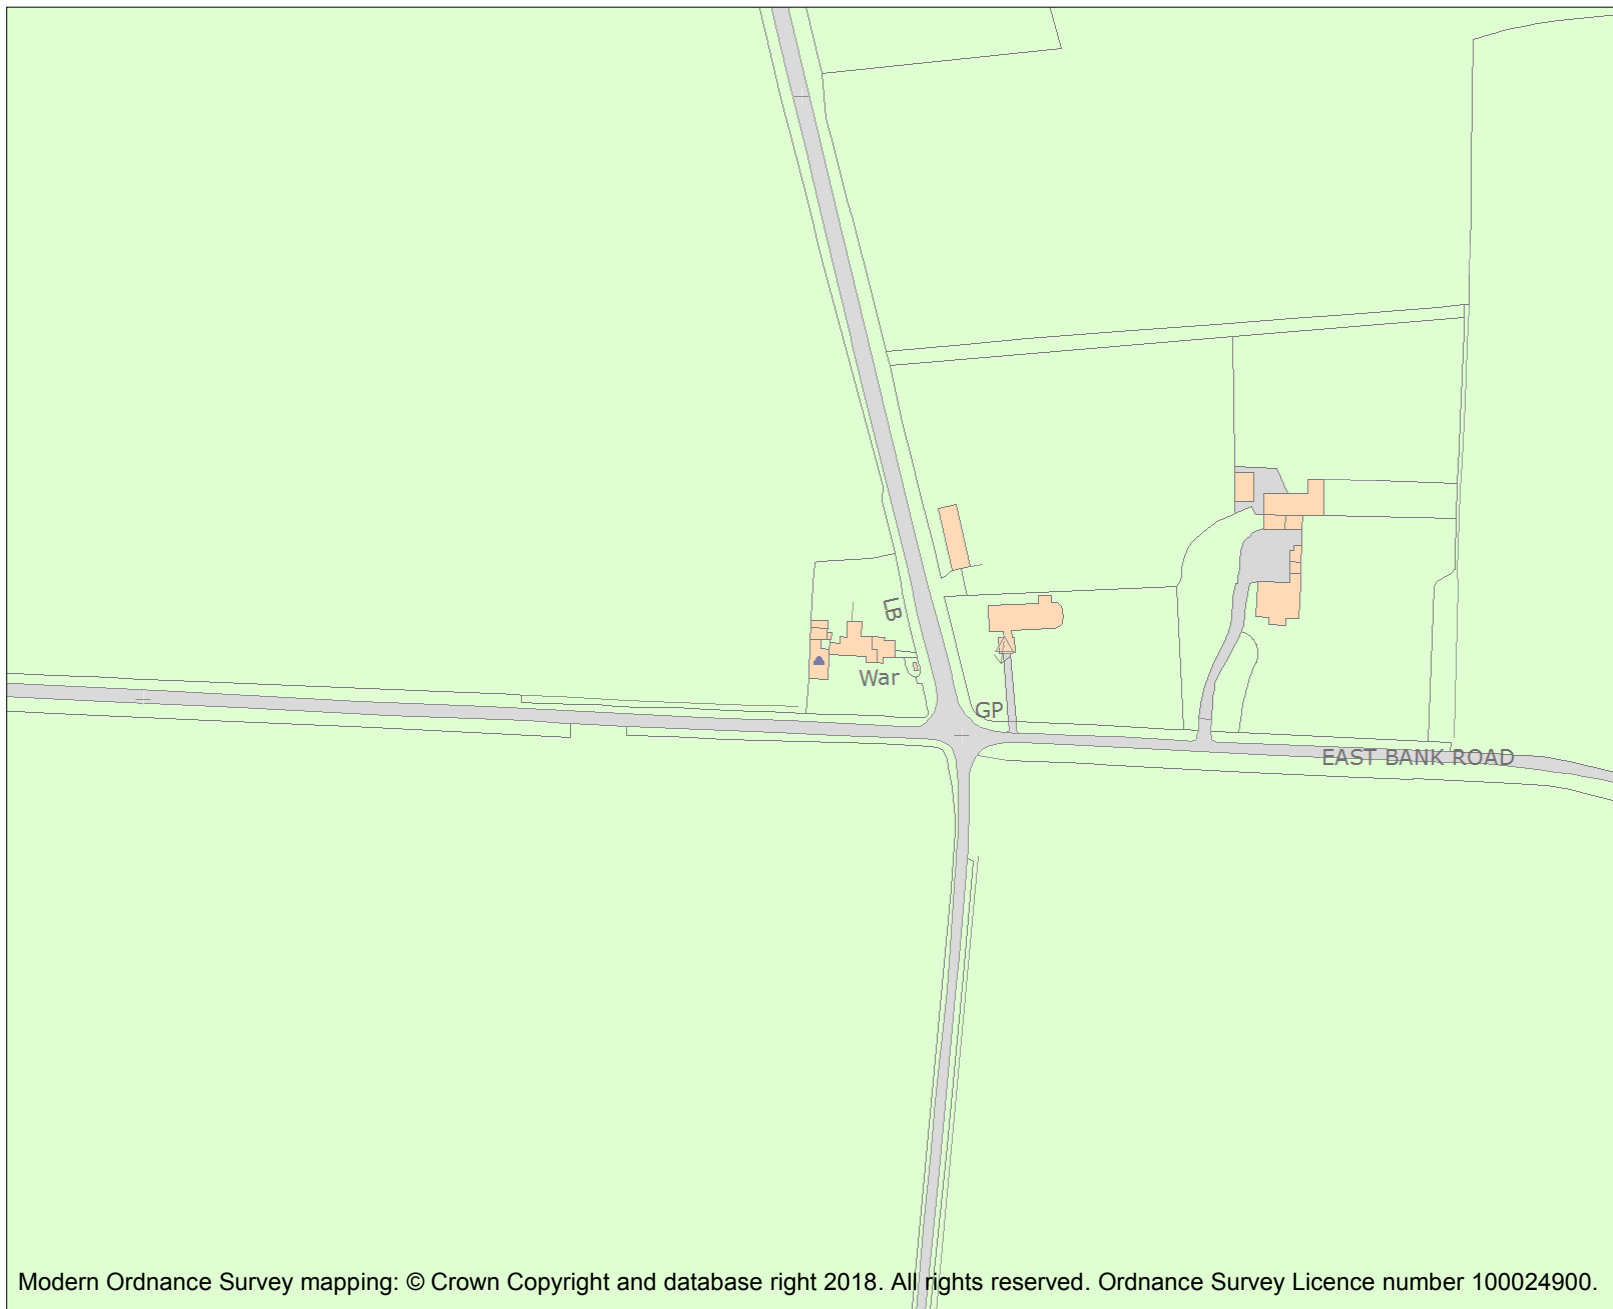 LB
War
GP
EAST BANK ROAD
Modern Ordnance Survey mapping: © Crown Copyright and database right 2018. All rights reserved. Ordnance Survey Licence number 100024900.